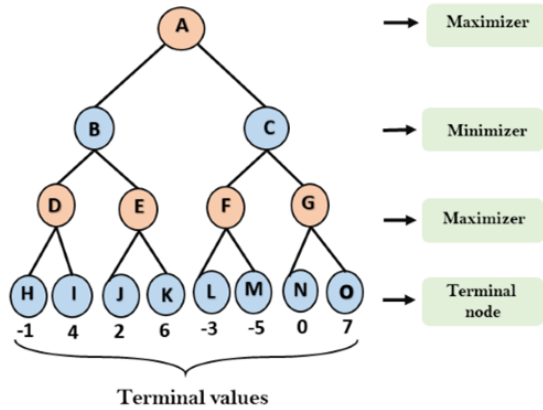 A
Maximizer
B
C
Minimizer
D
E
F
G
Maximizer
H I J K L M N O
Terminal
node
-1 4 2 6 -3 -5 0 7
Terminal values